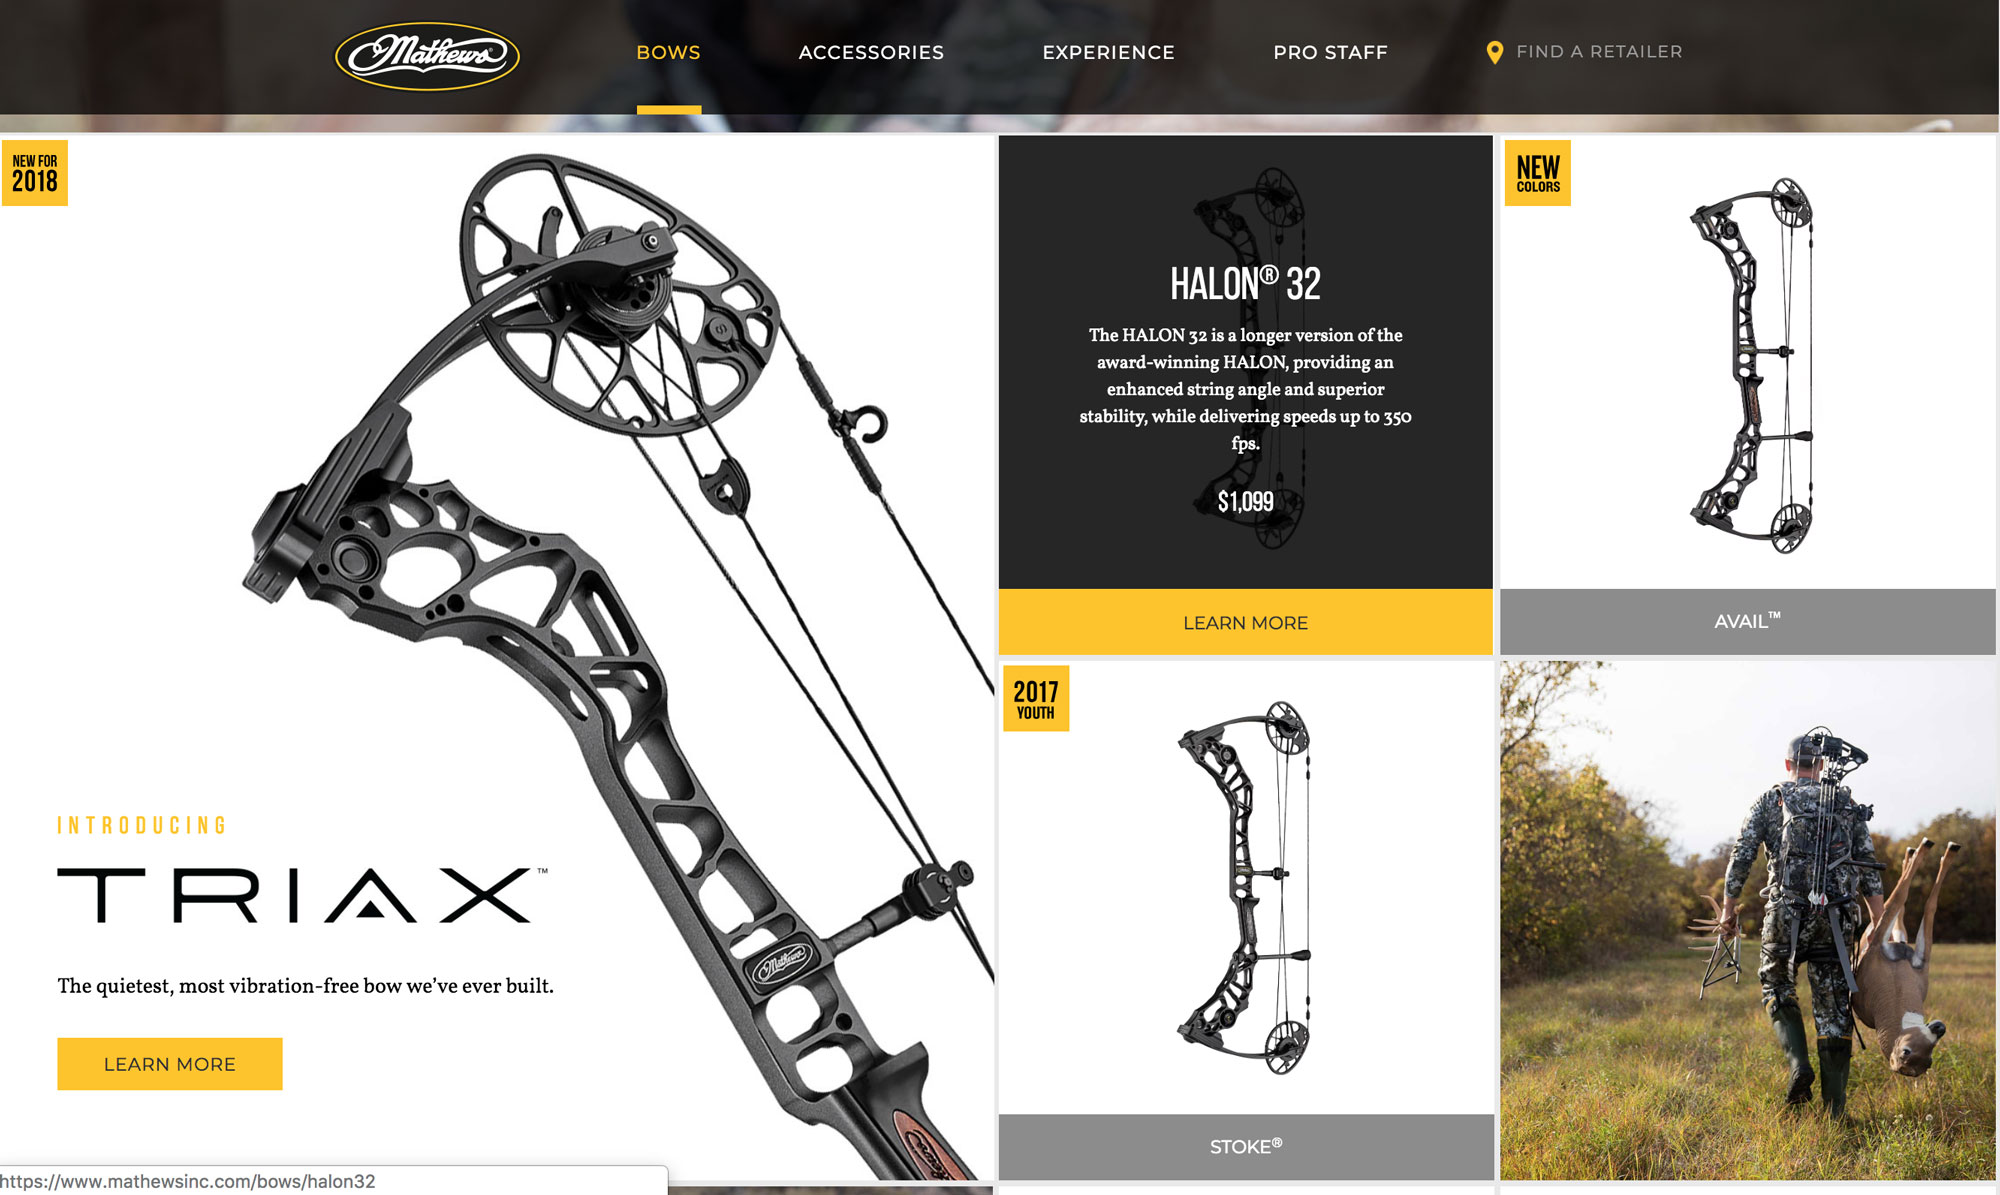 Mathews
BOWS
ACCESSORIES
EXPERIENCE
PRO STAFF
FIND A RETAILER
NEW FOR
2018
INTRODUCING
TRIAX™
The quietest, most vibration-free bow we've ever built.
LEARN MORE
Mathews
HALON® 32
The HALON 32 is a longer version of the
award-winning HALON, providing an
enhanced string angle and superior
stability, while delivering speeds up to 350
fps.
$1,099
LEARN MORE
NEW
COLORS
AVAIL™
2017
YOUTH
STOKE®
https://www.mathewsinc.com/bows/halon32